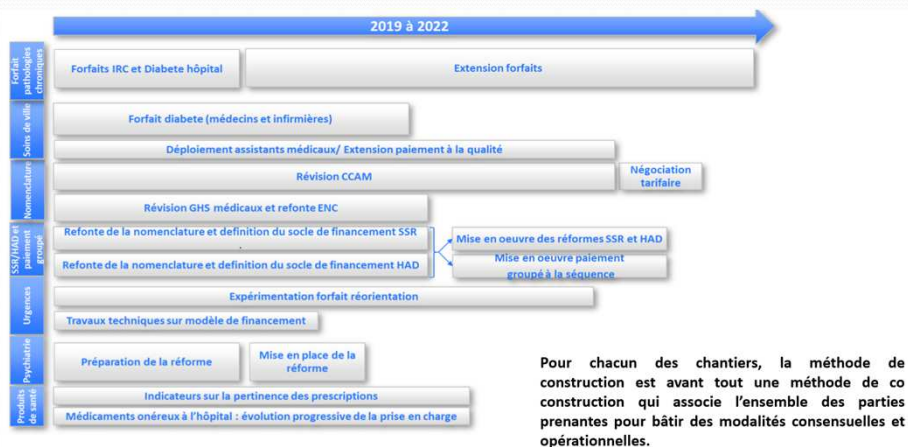 2019 à 2022
Forfait
pathologies
chroniques
Forfaits IRC et Diabete hôpital
Extension forfaits
Soins de ville
Forfait diabete (médecins et infirmières)
Déploiement assistants médicaux/ Extension paiement à la qualité
Nomenclature
Révision CCAM
Négociation
tarifaire
Révision GHS médicaux et refonte ENC
SSR/HAD et
paiement
groupé
Refonte de la nomenclature et definition du socle de financement SSR
.
Refonte de la nomenclature et definition du socle de financement HAD
Mise en oeuvre des réformes SSR et HAD
Mise en oeuvre paiement
groupé à la séquence
Urgences
Expérimentation forfait réorientation
Travaux techniques sur modèle de financement
Psychiatrie
Préparation de la réforme
Mise en place de la
réforme
Produits
de santé
Indicateurs sur la pertinence des prescriptions
Médicaments onéreux à l'hôpital : évolution progressive de la prise en charge
Pour chacun des chantiers, la méthode de
construction est avant tout une méthode de co
construction qui associe l'ensemble des parties
prenantes pour bâtir des modalités consensuelles et
opérationnelles.